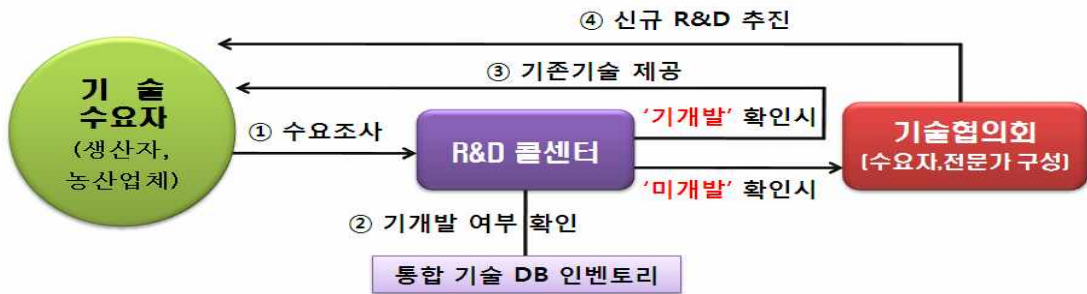 ④ 신규 R&D 추진
③ 기존기술 제공
기 술
수요자
(생산자,
농산업체)
① 수요조사
R&D 콜센터
'기개발' 확인시
'미개발' 확인시
기술협의회
(수요자,전문가 구성)
② 기개발 여부 확인
통합 기술 DB 인벤토리